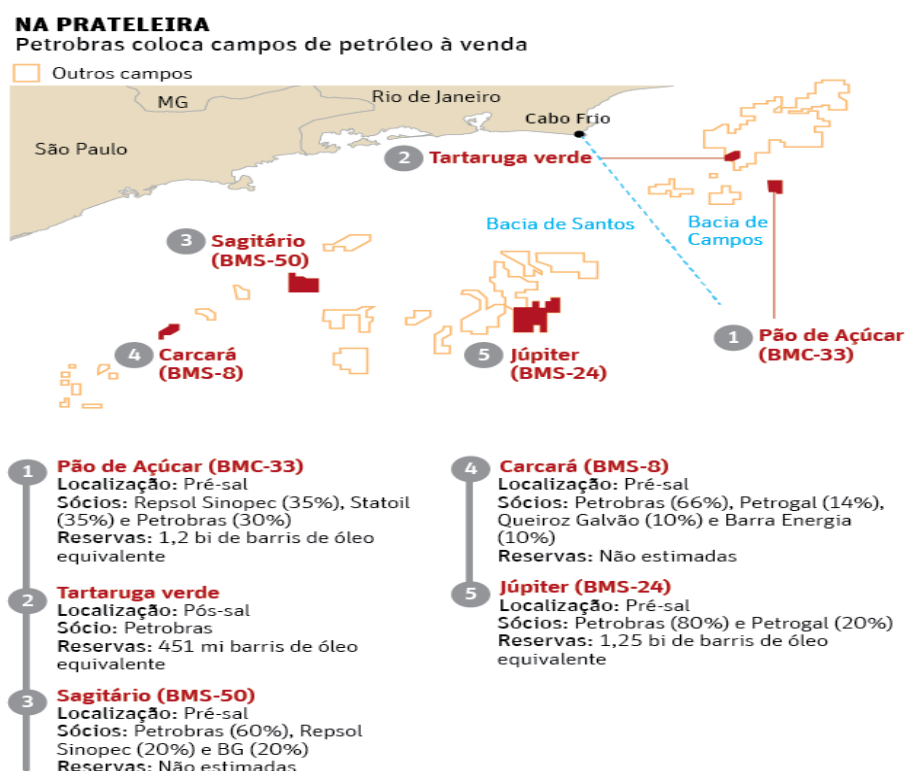 NA PRATELEIRA
Petrobras coloca campos de petróleo à venda
Outros campos
MG
Rio de Janeiro
Cabo Frio
São Paulo
2 Tartaruga verde
Bacia de Santos
Bacia de
Campos
3 Sagitário
(BMS-50)
1 Pão de Açúcar
(BMC-33)
4 Carcará
(BMS-8)
5 Júpiter
(BMS-24)
1 Pão de Açúcar (BMC-33)
Localização: Pré-sal
Sócios: Repsol Sinopec (35%), Statoil
(35%) e Petrobras (30%)
Reservas: 1,2 bi de barris de óleo
equivalente
2 Tartaruga verde
Localização: Pós-sal
Sócio: Petrobras
Reservas: 451 mi barris de óleo
equivalente
3 Sagitário (BMS-50)
Localização: Pré-sal
Sócios: Petrobras (60%), Repsol
Sinopec (20%) e BG (20%)
Reservas: Não estimadas
4 Carcará (BMS-8)
Localização: Pré-sal
Sócios: Petrobras (66%), Petrogal (14%),
Queiroz Galvão (10%) e Barra Energia
(10%)
Reservas: Não estimadas
5 Júpiter (BMS-24)
Localização: Pré-sal
Sócios: Petrobras (80%) e Petrogal (20%)
Reservas: 1,25 bi de barris de óleo
equivalente